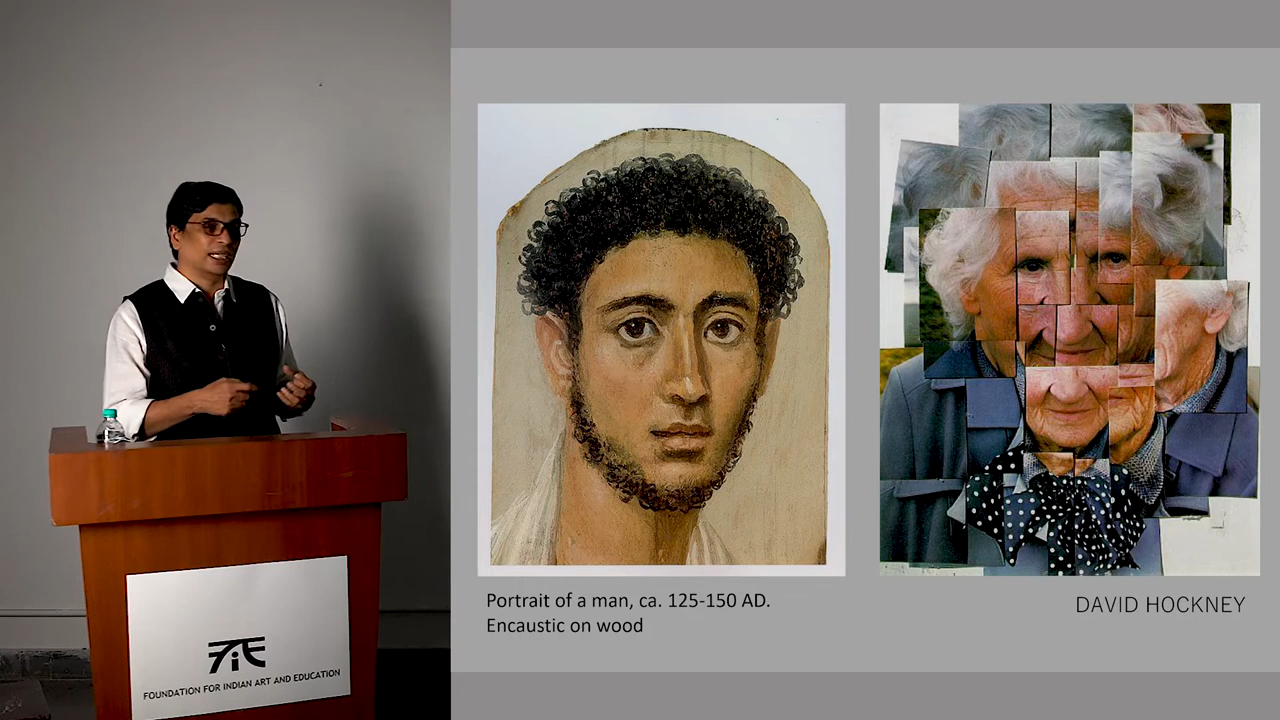 FiE
FOUNDATION FOR INDIAN ART AND EDUCATION
Portrait of a man, ca. 125-150 AD.
Encaustic on wood
DAVID HOCKNEY